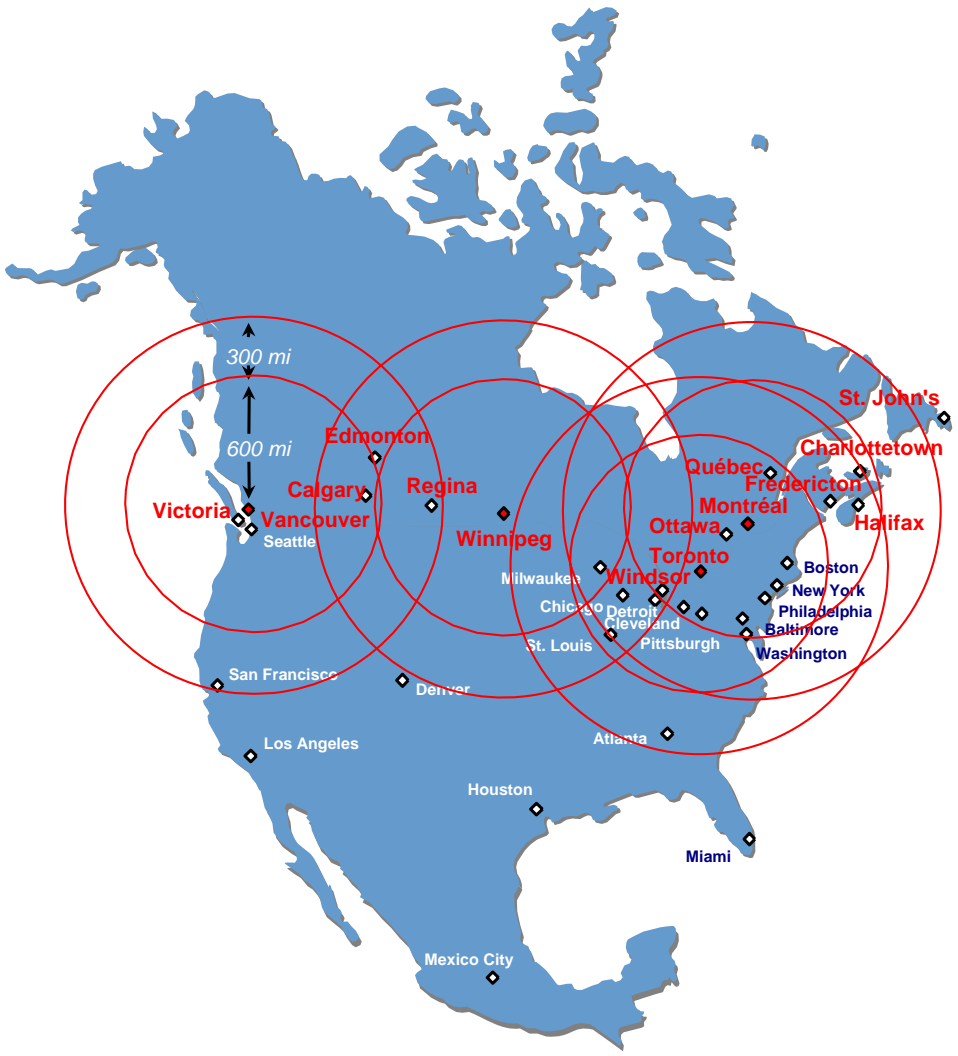 300 mi
St. John's
Edmonton
600 mi
Charlottetown
Québec
Calgary
Regina
Fredericton
Victoria
Vancouver
Montréal
Halifax
Seattle
Winnipeg
Ottawa
Toronto
Boston
Milwaukee
Windsor
New York
Chicago
Detroit
Philadelphia
Cleveland
Baltimore
St. Louis
Pittsburgh
Washington
San Francisco
Denver
Atlanta
Los Angeles
Houston
Miami
Mexico City